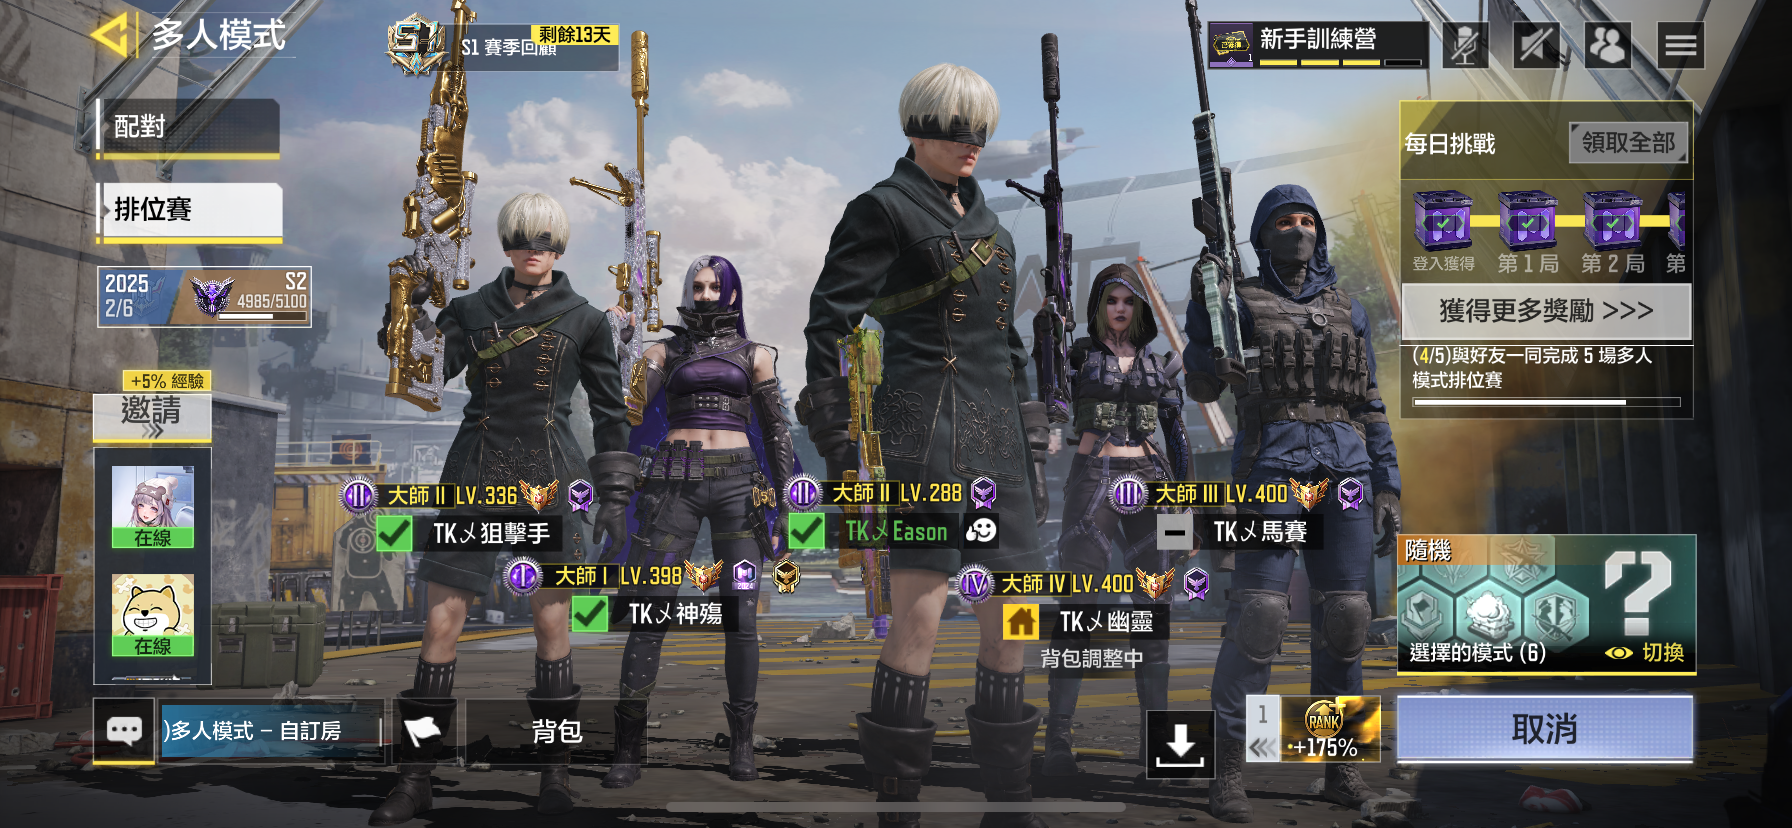 多人模式
S1
S1 賽季回顧
剩餘13天
新手訓練營
1
配對
排位賽
2025
2/6
S2
4985/5100
+5% 經驗
邀請
在線
在線
每日挑戰
領取全部
登入獲得
第 1 局
第 2 局
第
獲得更多獎勵 >>>
(4/5)與好友一同完成 5 場多人
模式排位賽
大師 II LV.336
TK乄狙擊手
大師 II LV.288
TK乄Eason
大師 III LV.400
TK乄馬賽
大師 I LV.398
TK乄神殤
大師 IV LV.400
TK乄幽靈
背包調整中
隨機
選擇的模式 (6)
切換
)多人模式 – 自訂房
背包
1
RANK
+175%
取消